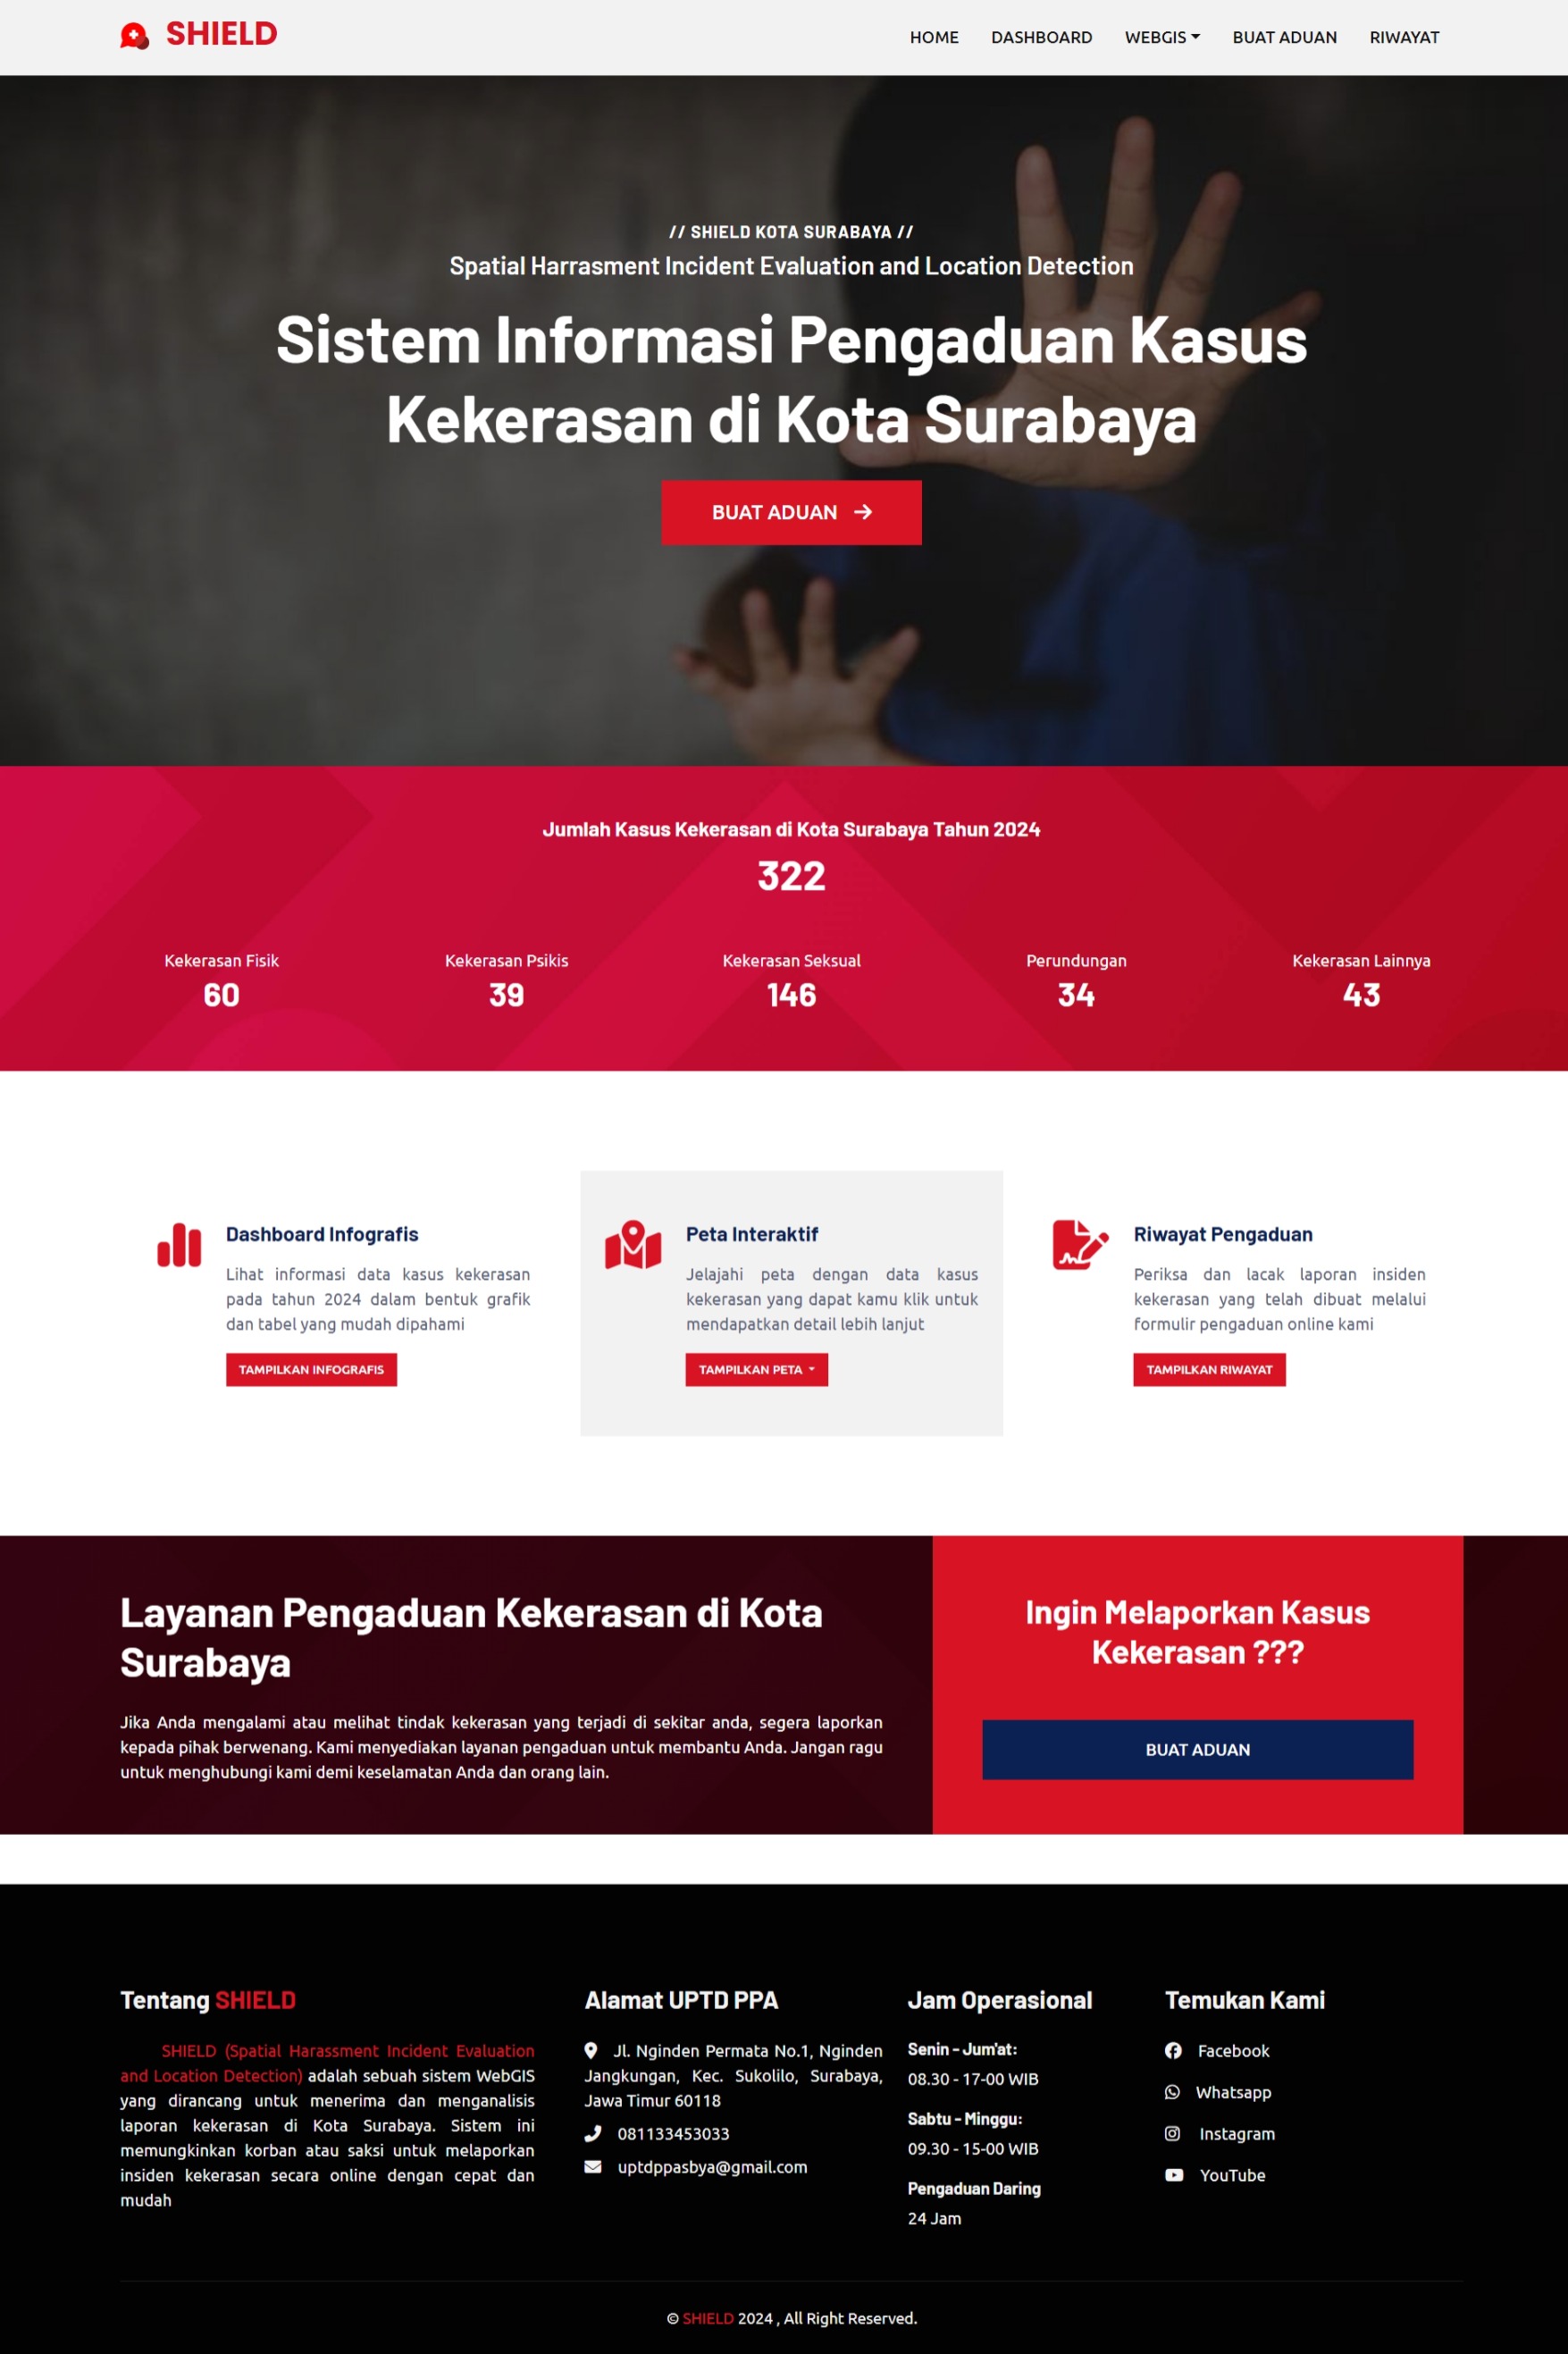 SHIELD
HOME DASHBOARD WEBGIS BUAT ADUAN RIWAYAT
// SHIELD KOTA SURABAYA //
Spatial Harrasment Incident Evaluation and Location Detection
Sistem Informasi Pengaduan Kasus
Kekerasan di Kota Surabaya
BUAT ADUAN
Jumlah Kasus Kekerasan di Kota Surabaya Tahun 2024
322
Kekerasan Fisik
60
Kekerasan Psikis
39
Kekerasan Seksual
146
Perundungan
34
Kekerasan Lainnya
43
Dashboard Infografis
Lihat informasi data kasus kekerasan
pada tahun 2024 dalam bentuk grafik
dan tabel yang mudah dipahami
TAMPILKAN INFOGRAFIS
Peta Interaktif
Jelajahi peta dengan data kasus
kekerasan yang dapat kamu klik untuk
mendapatkan detail lebih lanjut
TAMPILKAN PETA
Riwayat Pengaduan
Periksa dan lacak laporan insiden
kekerasan yang telah dibuat melalui
formulir pengaduan online kami
TAMPILKAN RIWAYAT
Layanan Pengaduan Kekerasan di Kota
Surabaya
Jika Anda mengalami atau melihat tindak kekerasan yang terjadi di sekitar anda, segera laporkan
kepada pihak berwenang. Kami menyediakan layanan pengaduan untuk membantu Anda. Jangan ragu
untuk menghubungi kami demi keselamatan Anda dan orang lain.
Ingin Melaporkan Kasus
Kekerasan ???
BUAT ADUAN
Tentang SHIELD
SHIELD (Spatial Harassment Incident Evaluation
and Location Detection) adalah sebuah sistem WebGIS
yang dirancang untuk menerima dan menganalisis
laporan kekerasan di Kota Surabaya. Sistem ini
memungkinkan korban atau saksi untuk melaporkan
insiden kekerasan secara online dengan cepat dan
mudah
Alamat UPTD PPA
Jl. Nginden Permata No.1, Nginden
Jangkungan, Kec. Sukolilo, Surabaya,
Jawa Timur 60118
081133453033
uptdppasbya@gmail.com
Jam Operasional
Senin - Jum'at:
08.30 - 17-00 WIB
Sabtu - Minggu:
09.30 - 15-00 WIB
Pengaduan Daring
24 Jam
Temukan Kami
Facebook
Whatsapp
Instagram
YouTube
© SHIELD 2024 , All Right Reserved.